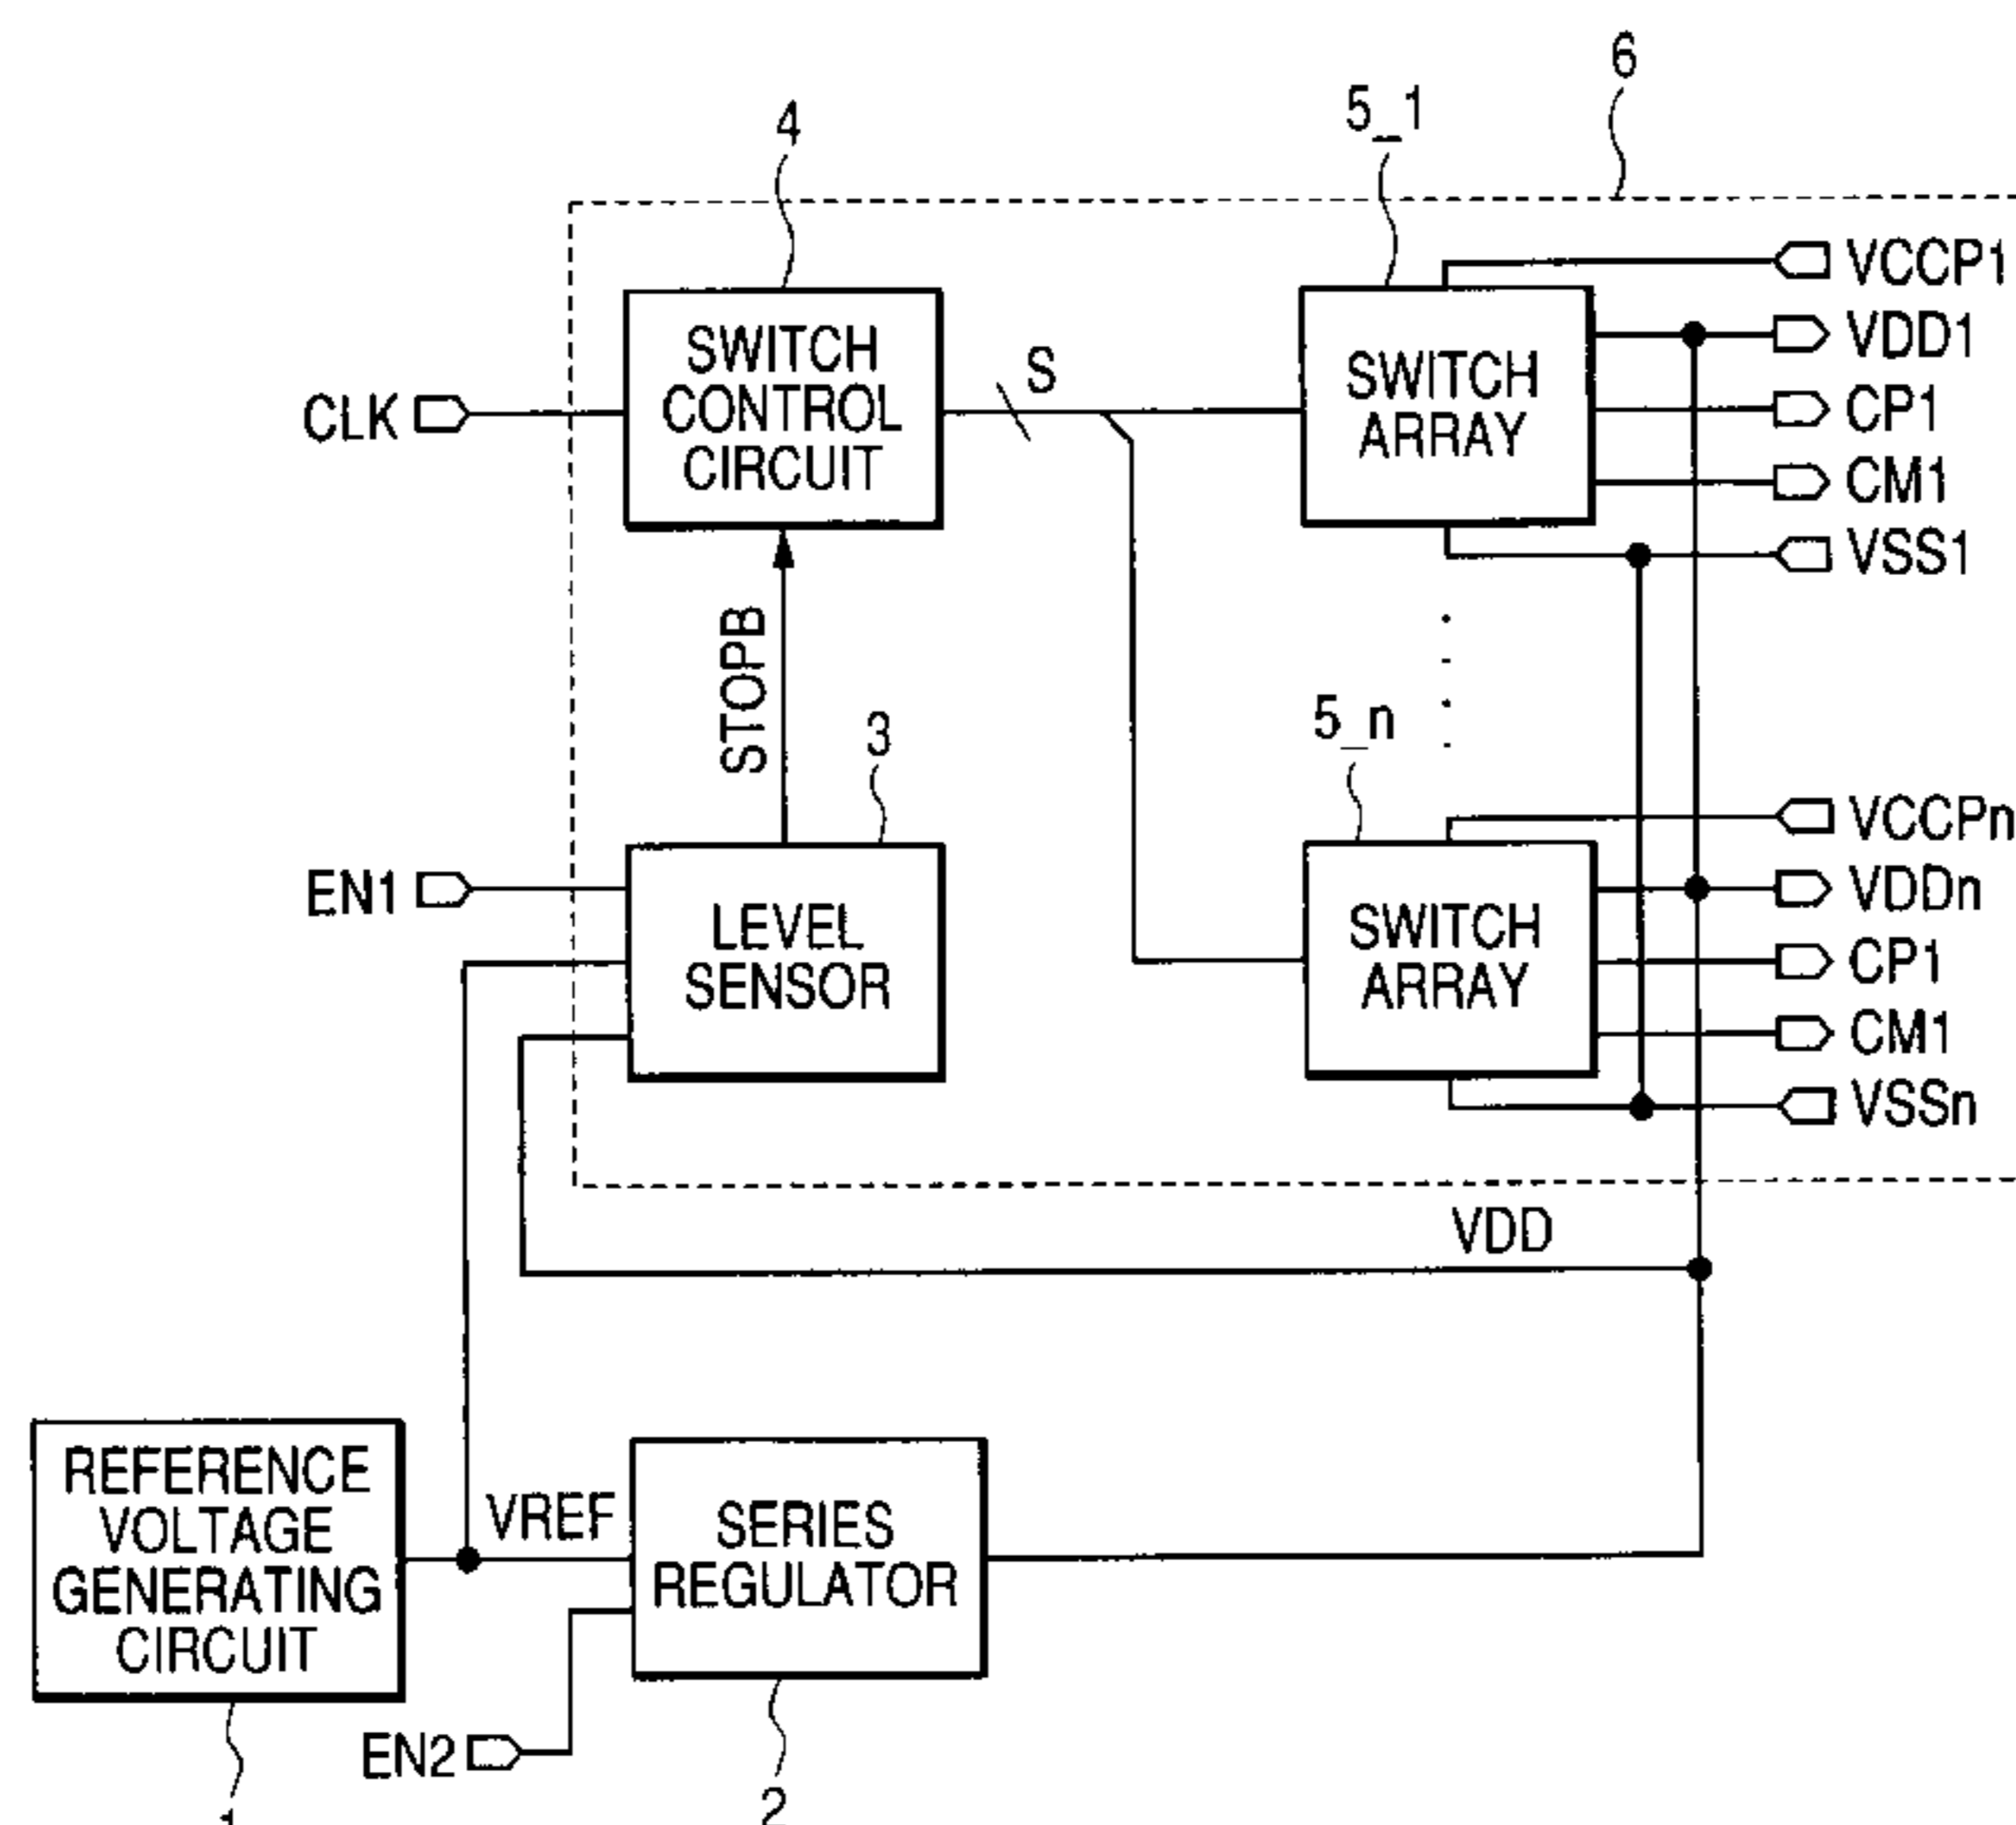 6
5_1
4
VCCP1
VDD1
SWITCH
CONTROL
CIRCUIT
S
SWITCH
ARRAY
CLK
CP1
CM1
VSS1
STOPB
3
5_n
VCCPn
EN1
VDDn
LEVEL
SENSOR
SWITCH
ARRAY
CP1
CM1
VSSn
VDD
REFERENCE
VOLTAGE
GENERATING
CIRCUIT
VREF
SERIES
REGULATOR
EN2
1
2